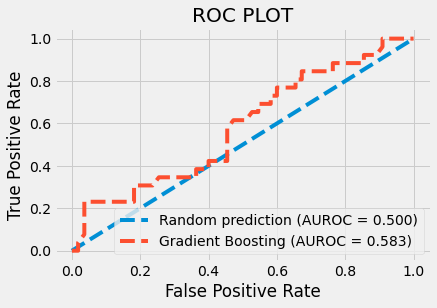 ROC PLOT
True Positive Rate
1.0
0.8
0.6
0.4
0.2
0.0
Random prediction (AUROC = 0.500)
Gradient Boosting (AUROC = 0.583)
0.0 0.2 0.4 0.6 0.8 1.0
False Positive Rate